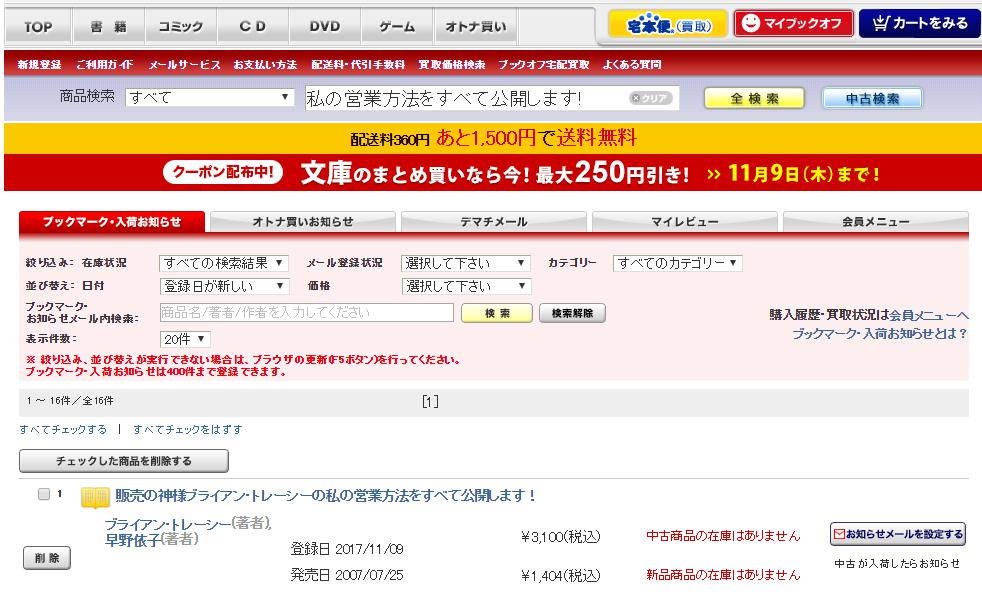 TOP 書 籍 コミック C D DVD ゲーム オトナ買い 宅本便。(買取) マイブックオフ カートをみる
新規登録 ご利用ガイド メールサービス お支払い方法 配送料・代引手数料 買取価格検索 ブックオフ宅配買取 よくある質問
商品検索 すべて ▼ 私の営業方法をすべて公開します! ×クリア 全 検 索 中古検索
配送料360円 あと1,500円で送料無料
クーポン配布中! 文庫のまとめ買いなら今! 最大250円引き! >> 11月9日(木)まで!
ブックマーク・入荷お知らせ オトナ買いお知らせ デマチメール マイレビュー 会員メニュー
絞り込み: 在庫状況 すべての検索結果 ▼ メール登録状況 選択して下さい ▼ カテゴリー すべてのカテゴリー ▼
並び替え: 日付 登録日が新しい ▼ 価格 選択して下さい ▼
ブックマーク・
お知らせメール内検索: 商品名/著者/作者を入力してください 検 索 検索解除
購入履歴・買取状況は会員メニューへ
ブックマーク・入荷お知らせとは?
表示件数: 20件 ▼
※ 絞り込み、並び替えが実行できない場合は、ブラウザの更新(F5ボタン)を行ってください。
ブックマーク・入荷お知らせは400件まで登録できます。
1 ～ 16件/全16件 [1]
すべてチェックする | すべてチェックをはずす
チェックした商品を削除する
1 販売の神様ブライアン・トレーシーの私の営業方法をすべて公開します!
ブライアン・トレーシー(著者),
早野依子(著者)
削 除
登録日 2017/11/09 ¥3,100(税込) 中古商品の在庫はありません お知らせメールを設定する
中古が入荷したらお知らせ
発売日 2007/07/25 ¥1,404(税込) 新品商品の在庫はありません